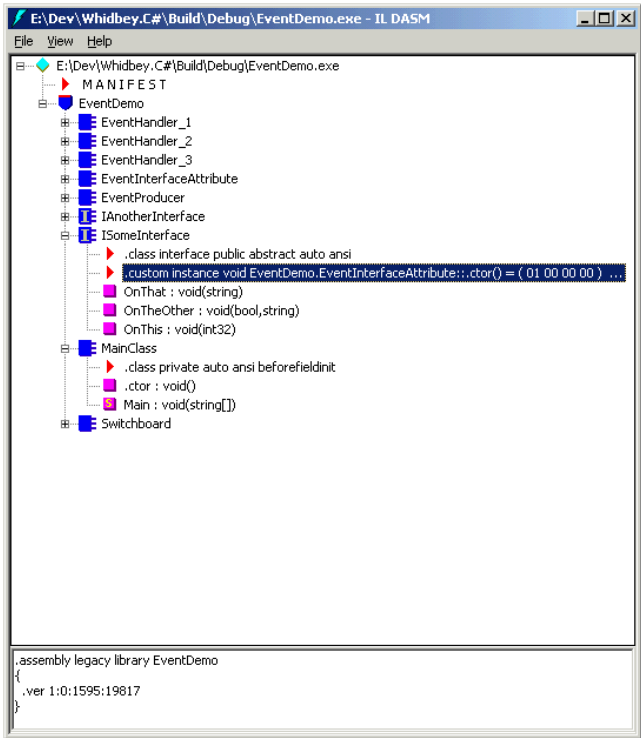 E:\Dev\Whidbey.C#\Build\Debug\EventDemo.exe - IL DASM
File View Help
E:\Dev\Whidbey.C#\Build\Debug\EventDemo.exe
MANIFEST
EventDemo
EventHandler_1
EventHandler_2
EventHandler_3
EventInterfaceAttribute
EventProducer
IAnotherInterface
ISomeInterface
.class interface public abstract auto ansi
.custom instance void EventDemo.EventInterfaceAttribute::.ctor() = ( 01 00 00 00 ) ...
OnThat : void(string)
OnTheOther : void(bool,string)
OnThis : void(int32)
MainClass
.class private auto ansi beforefieldinit
.ctor : void()
Main : void(string[])
Switchboard
.assembly legacy library EventDemo
{
.ver 1:0:1595:19817
}